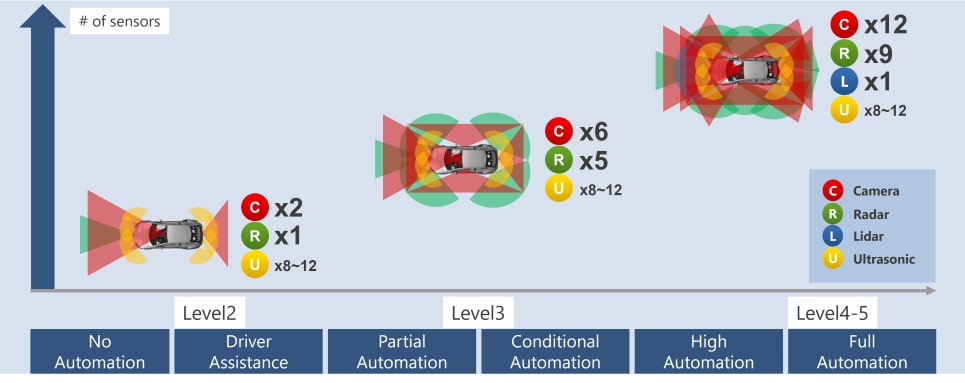 # of sensors
C x12
R x9
L x1
U x8~12
C x6
R x5
U x8~12
C x2
R x1
U x8~12
C Camera
R Radar
L Lidar
U Ultrasonic
Level2
Level3
Level4-5
No
Automation
Driver
Assistance
Partial
Automation
Conditional
Automation
High
Automation
Full
Automation